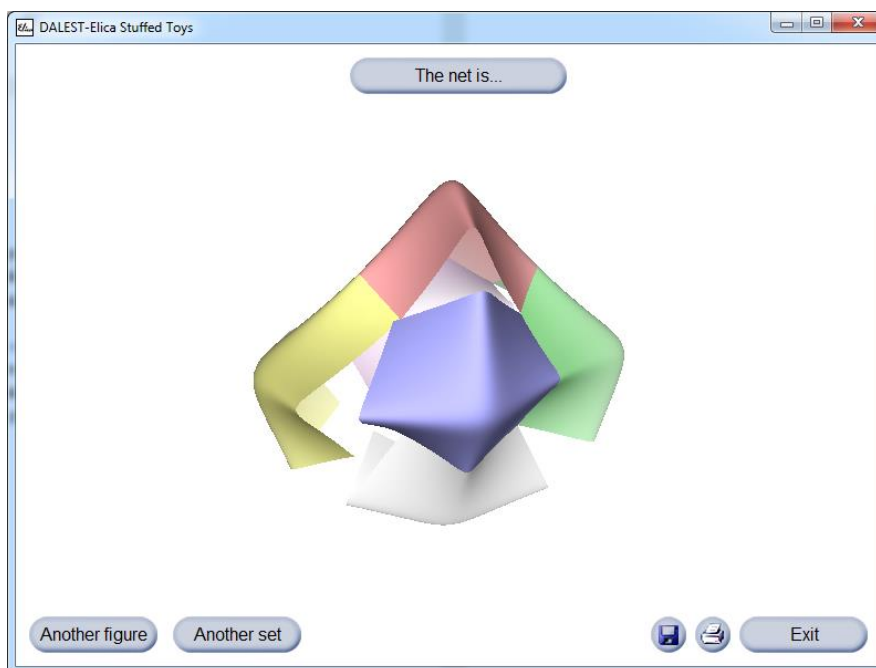 DALEST-Elica Stuffed Toys
The net is...
Another figure
Another set
Exit